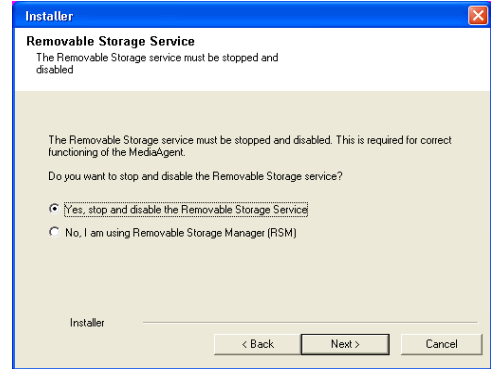 Installer
Removable Storage Service
The Removable Storage service must be stopped and
disabled
The Removable Storage service must be stopped and disabled. This is required for correct
functioning of the MediaAgent.
Do you want to stop and disable the Removable Storage service?
Yes, stop and disable the Removable Storage Service
No, I am using Removable Storage Manager (RSM)
Installer
< Back Next > Cancel